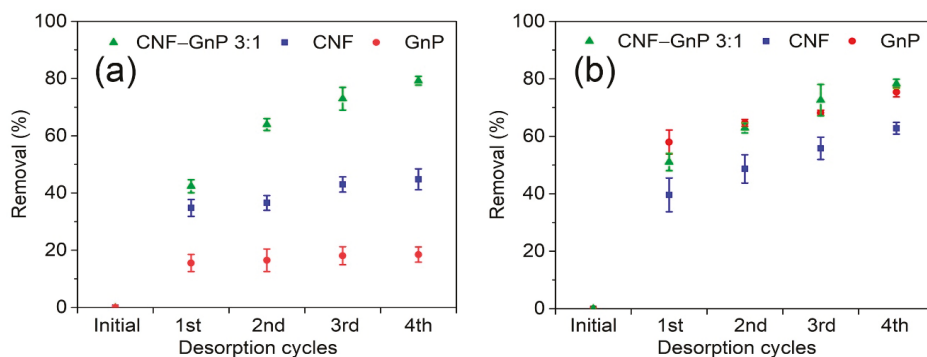 100
CNF–GnP 3:1 CNF GnP
(a)
80
60
40
20
0
Removal (%)
Initial 1st 2nd 3rd 4th
Desorption cycles
100
CNF–GnP 3:1 CNF GnP
(b)
80
60
40
20
0
Removal (%)
Initial 1st 2nd 3rd 4th
Desorption cycles